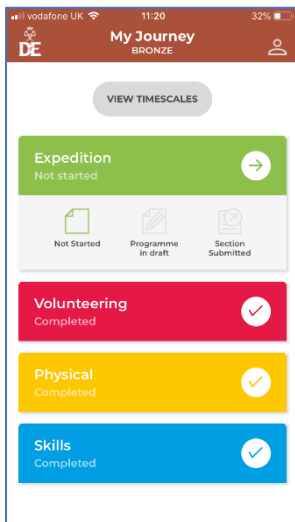 vodafone UK 11:20 32%
My Journey
DE BRONZE
VIEW TIMESCALES
Expedition
Not started
Not Started Programme in draft Section Submitted
Volunteering
Completed
Physical
Completed
Skills
Completed